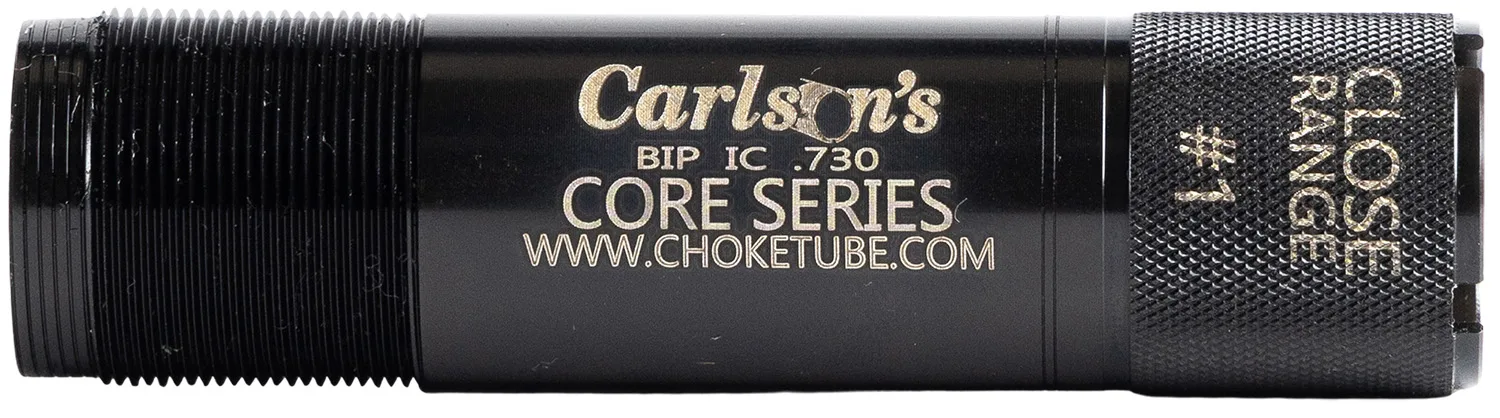 Carlson's
BIP IC .730
CORE SERIES
WWW.CHOKETUBE.COM
#1
CLOSE
RANGE